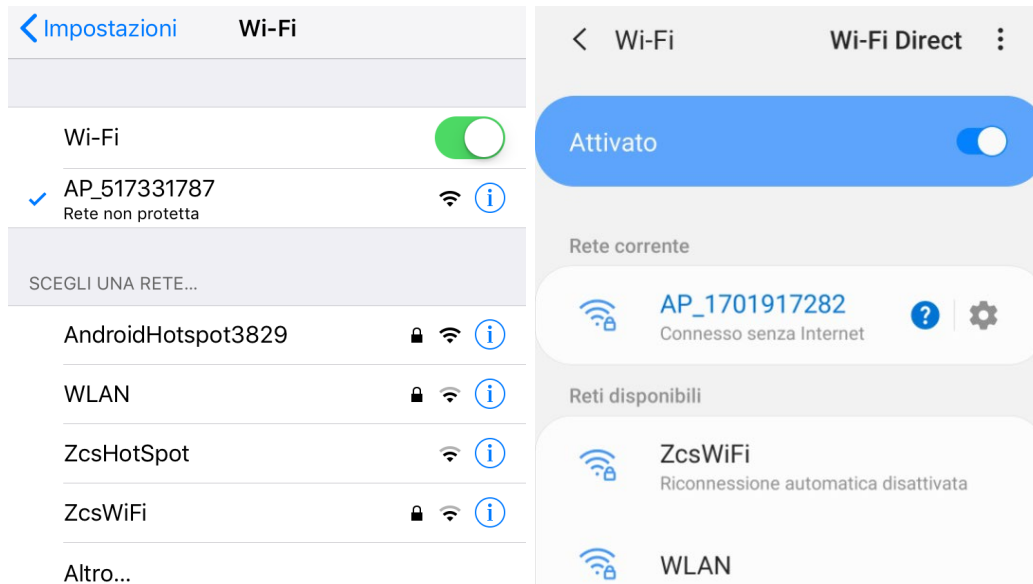 Impostazioni
Wi-Fi
Wi-Fi
AP_517331787
Rete non protetta
SCEGLI UNA RETE...
AndroidHotspot3829
WLAN
ZcsHotSpot
ZcsWiFi
Altro...
Wi-Fi
Wi-Fi Direct
Attivato
Rete corrente
AP_1701917282
Connesso senza Internet
Reti disponibili
ZcsWiFi
Riconnessione automatica disattivata
WLAN